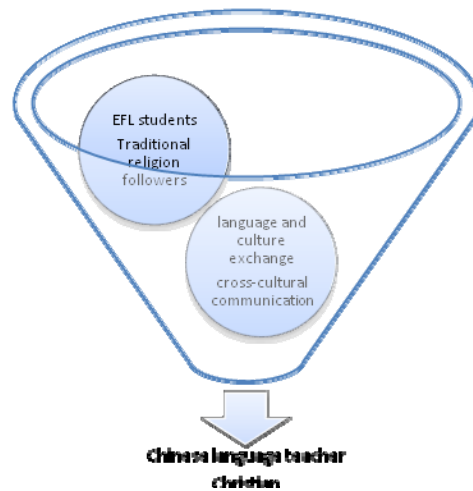 EFL students
Traditional
religion
followers
language and
culture
exchange
cross-cultural
communication
Chinese language teacher
Christian